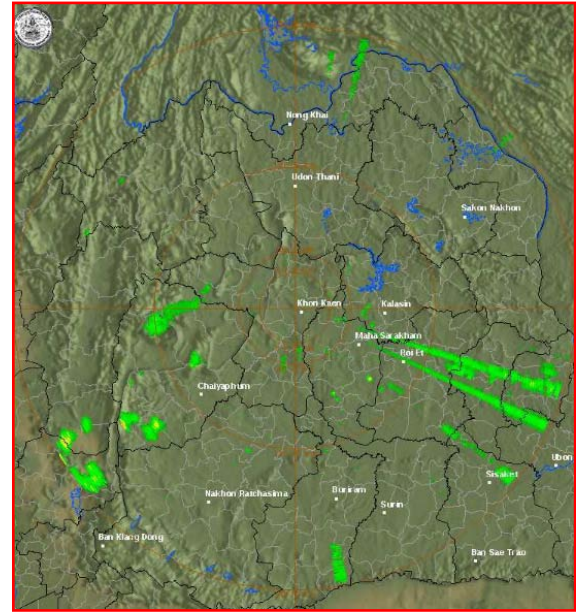 Nong Khai
Udon Thani
Sakon Nakhon
Khon Kaen
Kalasin
Maha Sarakham
Roi Et
Chaiyaphum
Ubon
Sisaket
Nakhon Ratchasima
Buriram
Surin
Ban Klang Dong
Ban Sae Trao